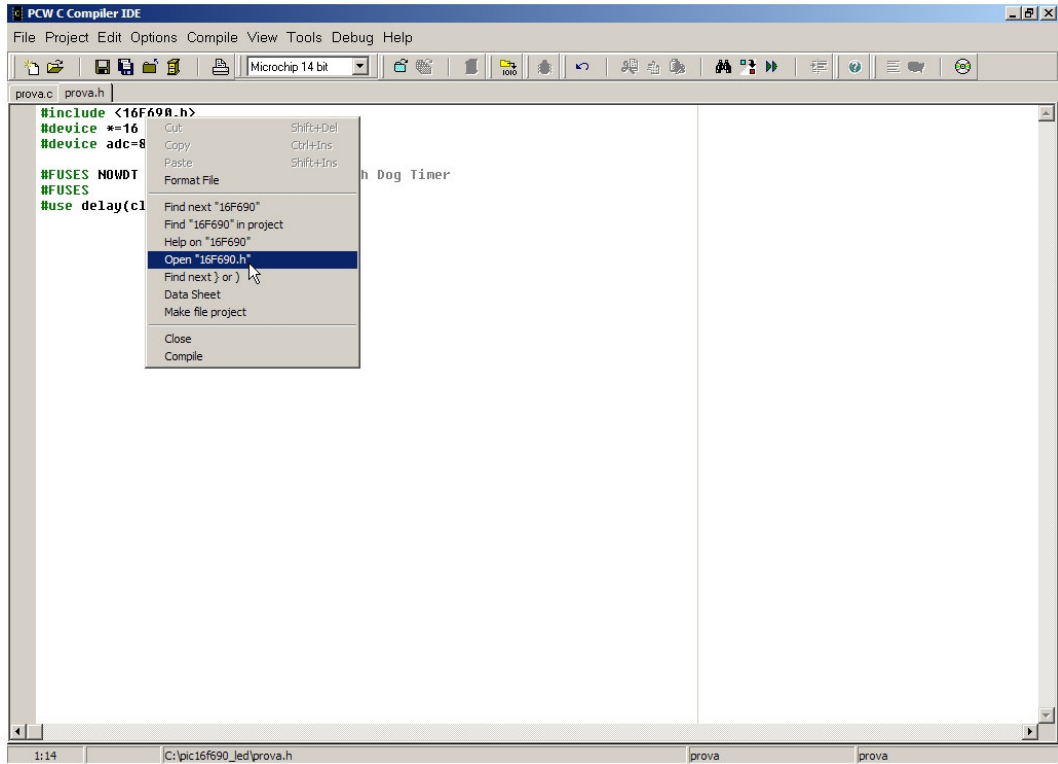 PCW C Compiler IDE
File Project Edit Options Compile View Tools Debug Help
Microchip 14 bit
1010
prova.c prova.h
#include <16F690.h>
#device *=16
#device adc=8
#FUSES NOWDT h Dog Timer
#FUSES
#use delay(cl
Cut Shift+Del
Copy Ctrl+Ins
Paste Shift+Ins
Format File
Find next "16F690"
Find "16F690" in project
Help on "16F690"
Open "16F690.h"
Find next } or )
Data Sheet
Make file project
Close
Compile
1:14 C:\pic16f690_led\prova.h prova prova